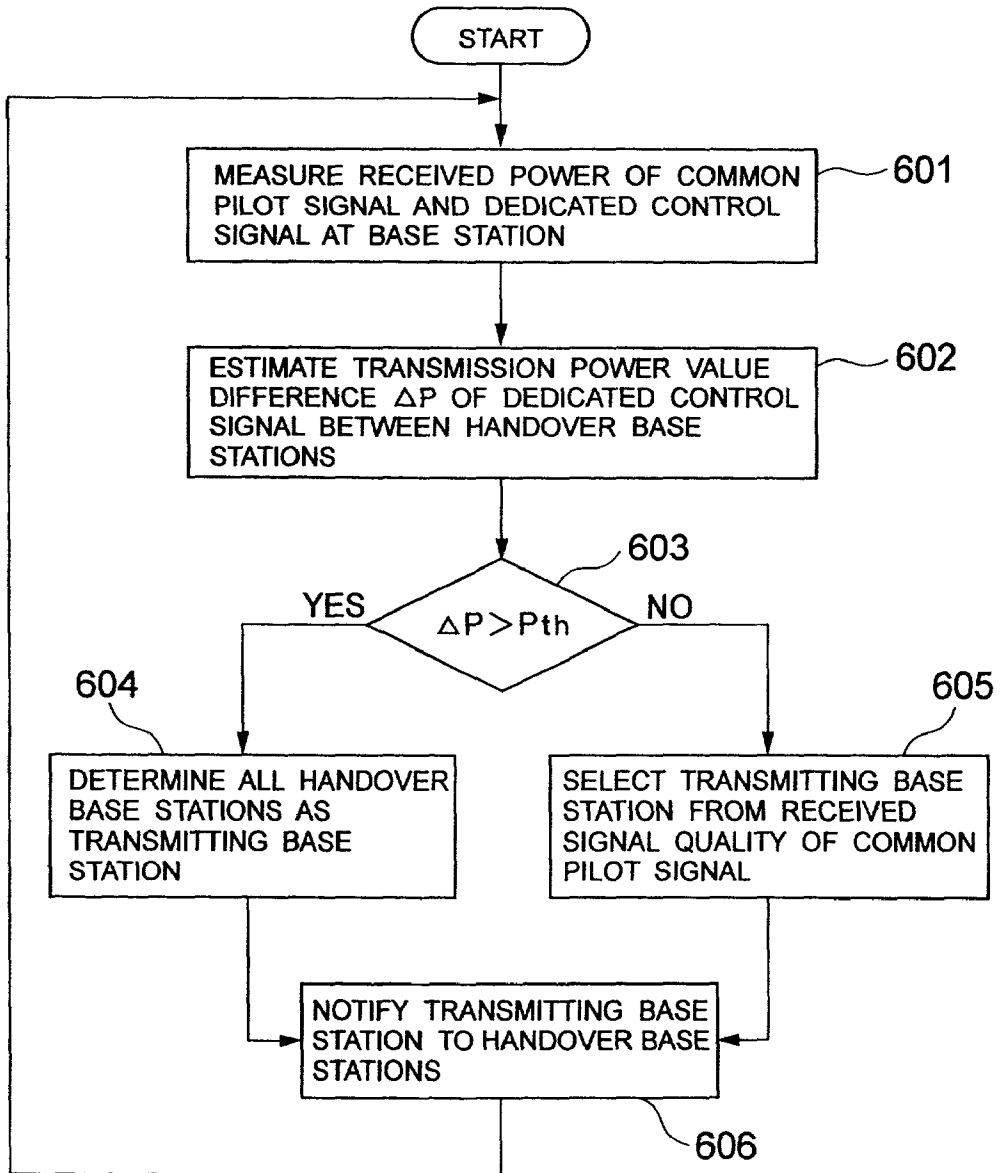 START
MEASURE RECEIVED POWER OF COMMON
PILOT SIGNAL AND DEDICATED CONTROL
SIGNAL AT BASE STATION
601
ESTIMATE TRANSMISSION POWER VALUE
DIFFERENCE △P OF DEDICATED CONTROL
SIGNAL BETWEEN HANDOVER BASE
STATIONS
602
603
YES
△P>Pth
NO
604
DETERMINE ALL HANDOVER
BASE STATIONS AS
TRANSMITTING BASE
STATION
605
SELECT TRANSMITTING BASE
STATION FROM RECEIVED
SIGNAL QUALITY OF COMMON
PILOT SIGNAL
NOTIFY TRANSMITTING BASE
STATION TO HANDOVER BASE
STATIONS
606